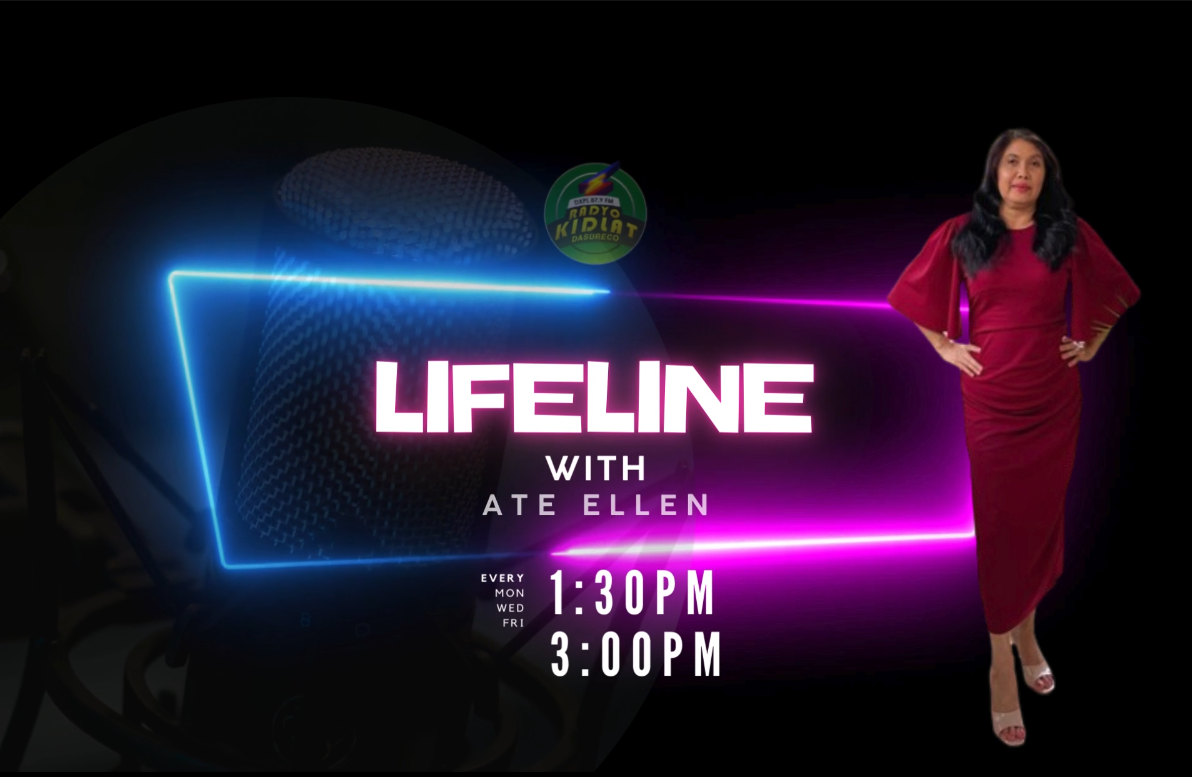 RADYO
KIDLAT
DASURECO
LIFELINE
WITH
ATE ELLEN
EVERY
MON
WED
FRI
1:30PM
3:00PM